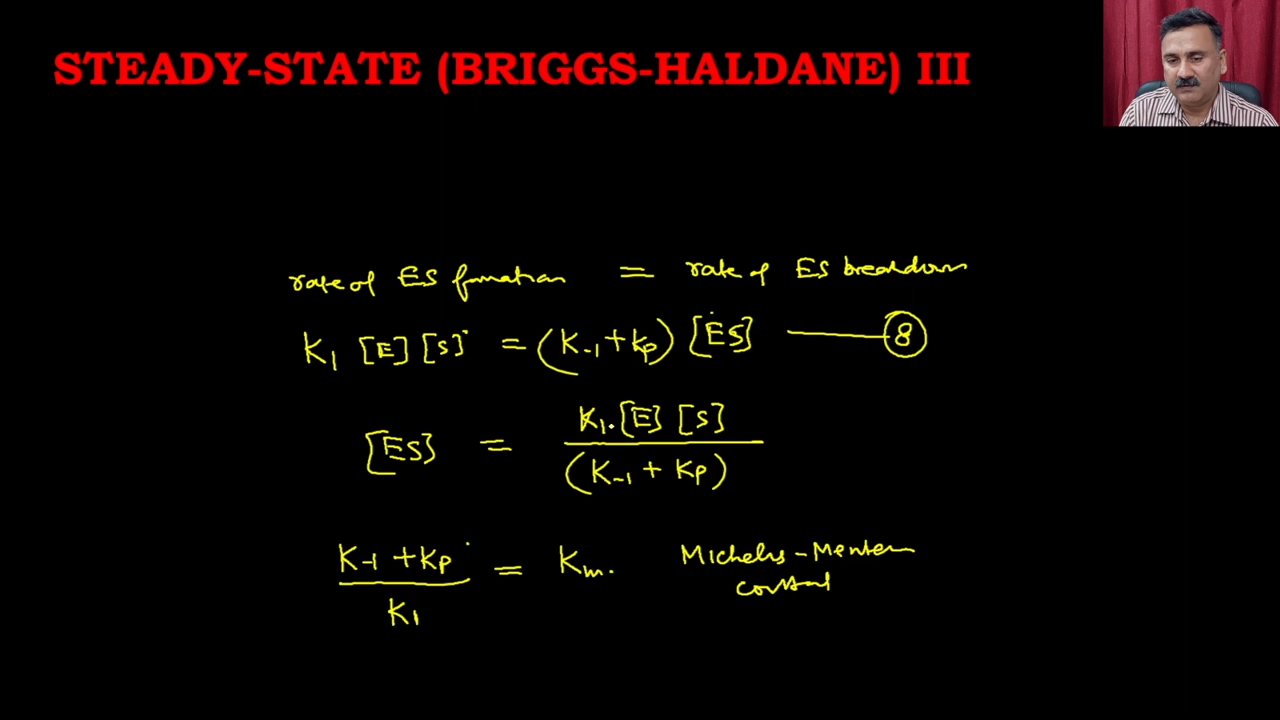 STEADY-STATE (BRIGGS-HALDANE) III
rate of ES formation = rate of ES breakdown
K₁ [E] [S] = (K₋₁ + Kp) [ES] — 8
[ES] = K₁.[E] [S] / (K₋₁ + Kp)
K₋₁ + Kp / K₁ = Km. Michelis-Menten
constant